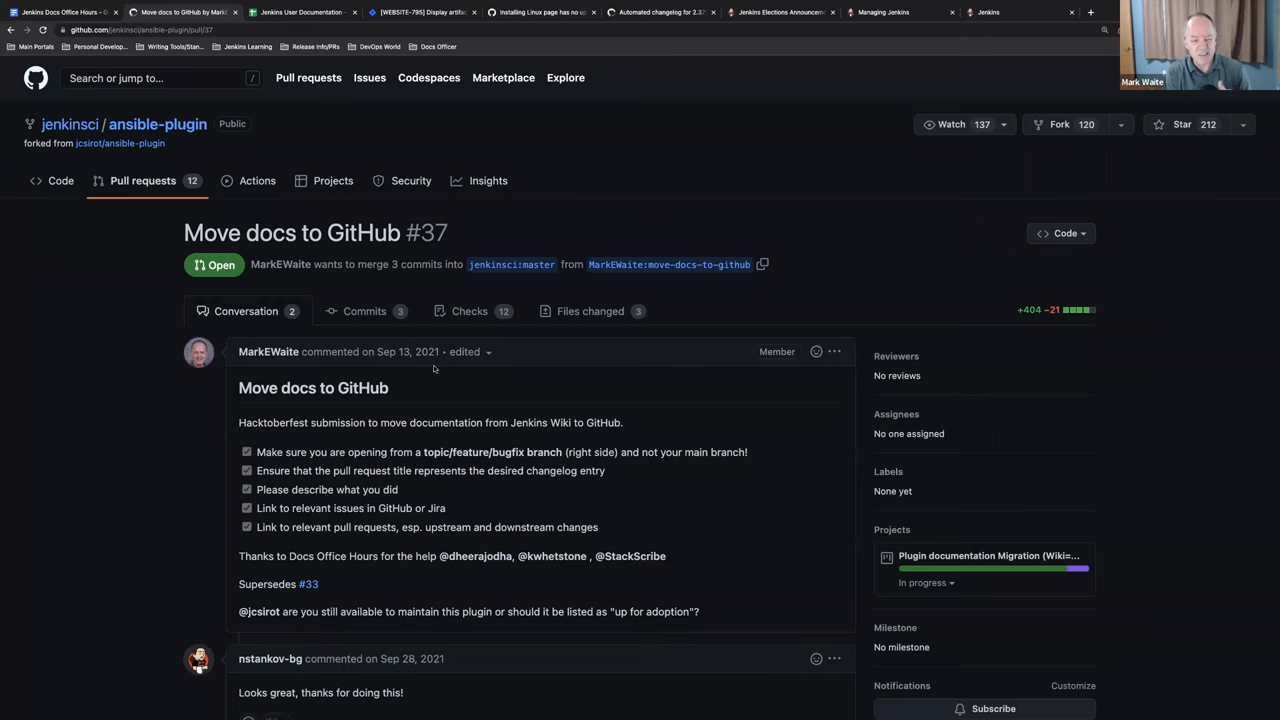 Jenkins Docs Office Hours - G
Move docs to GitHub by MarkE
Jenkins User Documentation -
[WEBSITE-795] Display artifa
Installing Linux page has no up
Automated changelog for 2.37
Jenkins Elections Announcem
Managing Jenkins
Jenkins
github.com/jenkinsci/ansible-plugin/pull/37
Main Portals
Personal Develop...
Writing Tools/Stan...
Jenkins Learning
Release Info/PRs
DevOps World
Docs Officer
Mark Waite
Search or jump to...
/
Pull requests
Issues
Codespaces
Marketplace
Explore
jenkinsci / ansible-plugin
Public
forked from jcsirot/ansible-plugin
Watch 137
Fork 120
Star 212
Code
Pull requests 12
Actions
Projects
Security
Insights
Move docs to GitHub #37
Code
Open
MarkEWaite wants to merge 3 commits into jenkinsci:master from MarkEWaite:move-docs-to-github
Conversation 2
Commits 3
Checks 12
Files changed 3
+404 −21
MarkEWaite commented on Sep 13, 2021 • edited
Member
Move docs to GitHub
Hacktoberfest submission to move documentation from Jenkins Wiki to GitHub.
Make sure you are opening from a topic/feature/bugfix branch (right side) and not your main branch!
Ensure that the pull request title represents the desired changelog entry
Please describe what you did
Link to relevant issues in GitHub or Jira
Link to relevant pull requests, esp. upstream and downstream changes
Thanks to Docs Office Hours for the help @dheerajodha, @kwhetstone , @StackScribe
Supersedes #33
@jcsirot are you still available to maintain this plugin or should it be listed as "up for adoption"?
nstankov-bg commented on Sep 28, 2021
Looks great, thanks for doing this!
Reviewers
No reviews
Assignees
No one assigned
Labels
None yet
Projects
Plugin documentation Migration (Wiki=...
In progress
Milestone
No milestone
Notifications
Customize
Subscribe